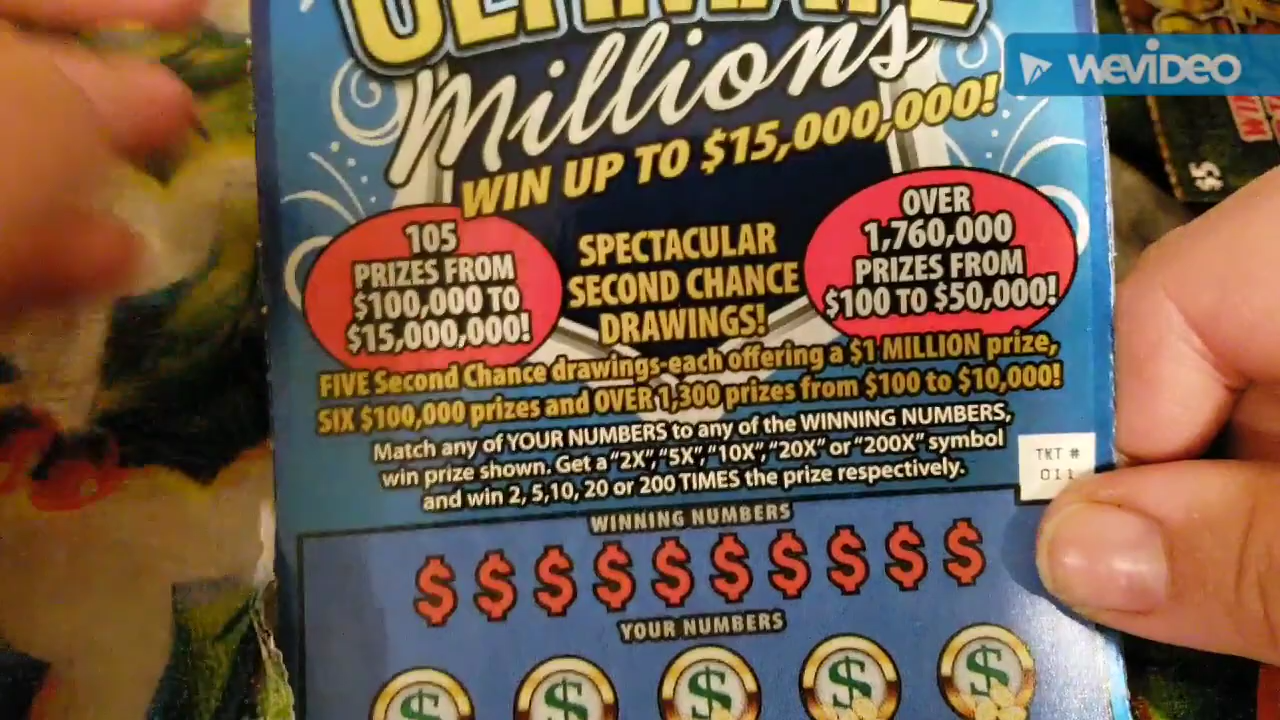 ULTIMATE
Millions
WEVIDEO
WIN UP TO $15,000,000!
105
PRIZES FROM
$100,000 TO
$15,000,000!
SPECTACULAR
SECOND CHANCE
DRAWINGS!
OVER
1,760,000
PRIZES FROM
$100 TO $50,000!
FIVE Second Chance drawings-each offering a $1 MILLION prize,
SIX $100,000 prizes and OVER 1,300 prizes from $100 to $10,000!
Match any of YOUR NUMBERS to any of the WINNING NUMBERS,
win prize shown. Get a "2X", "5X", "10X", "20X" or "200X" symbol
and win 2, 5,10, 20 or 200 TIMES the prize respectively.
TKT #
011
WINNING NUMBERS
$ $ $ $ $ $ $ $ $ $
YOUR NUMBERS
$ $ $ $ $
$5